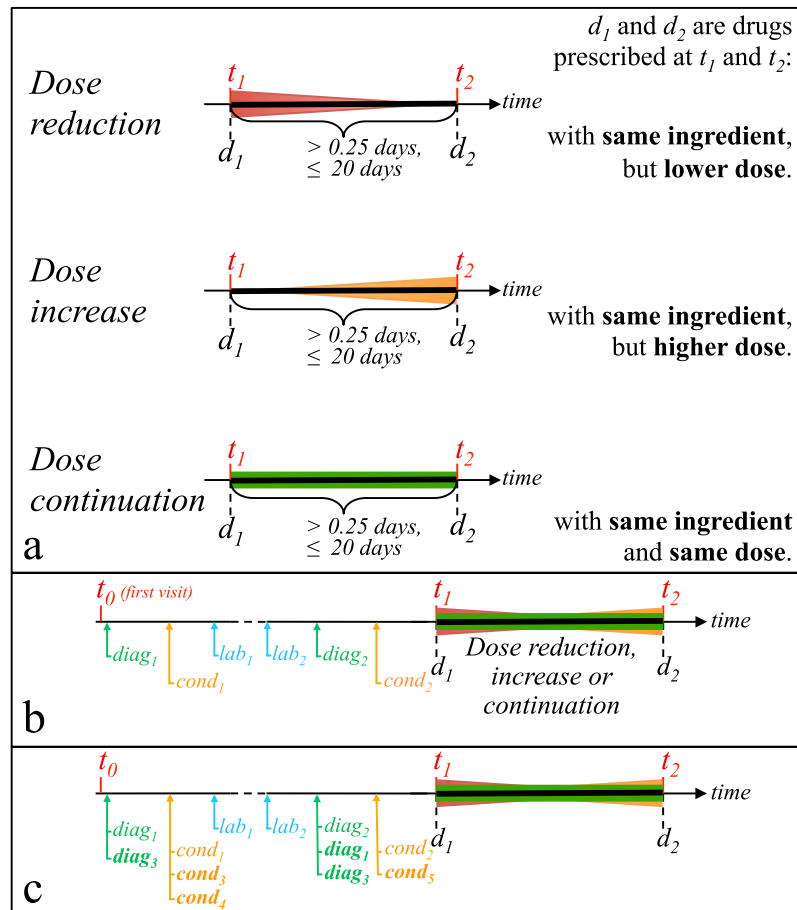 d1 and d2 are drugs
prescribed at t1 and t2:
Dose
reduction
t1
t2
time
d1
> 0.25 days,
≤ 20 days
d2
with same ingredient,
but lower dose.
Dose
increase
t1
t2
time
d1
> 0.25 days,
≤ 20 days
d2
with same ingredient,
but higher dose.
Dose
continuation
t1
t2
time
d1
> 0.25 days,
≤ 20 days
d2
with same ingredient
and same dose.
a
t0 (first visit)
t1
t2
time
diag1
cond1
lab1
lab2
diag2
cond2
d1
Dose reduction,
increase or
continuation
d2
b
t0
t1
t2
time
diag1
diag3
cond1
cond3
cond4
lab1
lab2
diag2
diag1
diag3
cond2
cond5
d1
d2
c